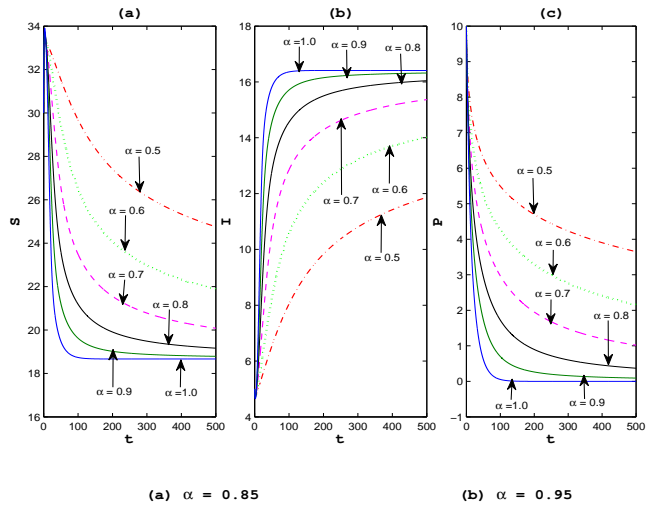 (a)
34
32
30
28
26
24
22
20
18
16
S
α = 0.5
α = 0.6
α = 0.7
α = 0.8
α = 0.9
α =1.0
0 100 200 300 400 500
t
(b)
18
16
14
12
10
8
6
4
I
α=1.0
α = 0.9
α = 0.8
α = 0.7
α = 0.6
α = 0.5
0 100 200 300 400 500
t
(c)
10
9
8
7
6
5
4
3
2
1
0
−1
P
α = 0.5
α = 0.6
α = 0.7
α = 0.8
α =1.0
α = 0.9
0 100 200 300 400 500
t
(a) α = 0.85
(b) α = 0.95